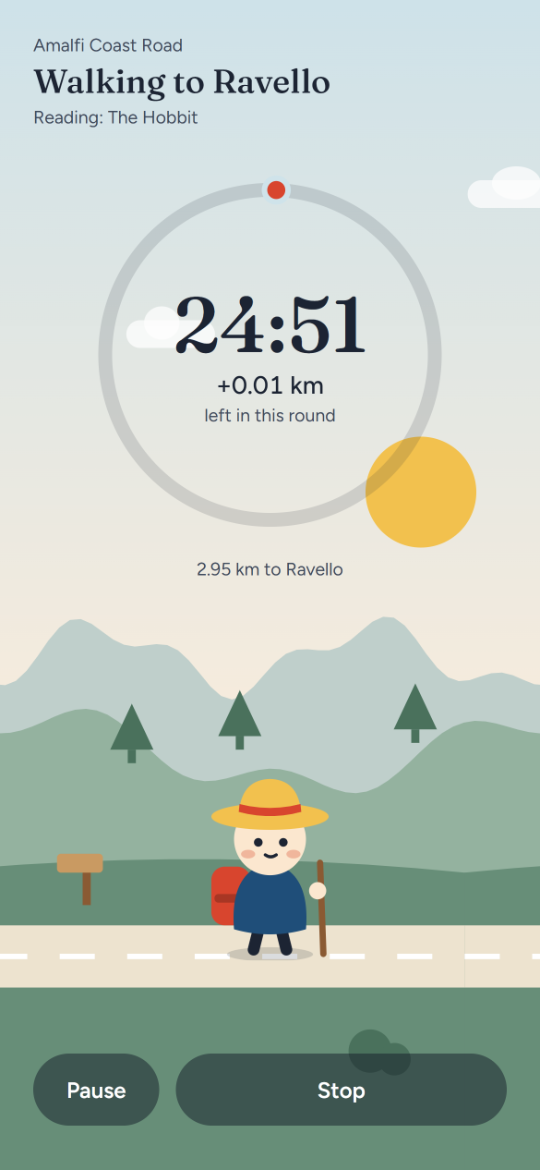 Amalfi Coast Road
Walking to Ravello
Reading: The Hobbit
24:51
+0.01 km
left in this round
2.95 km to Ravello
Pause
Stop